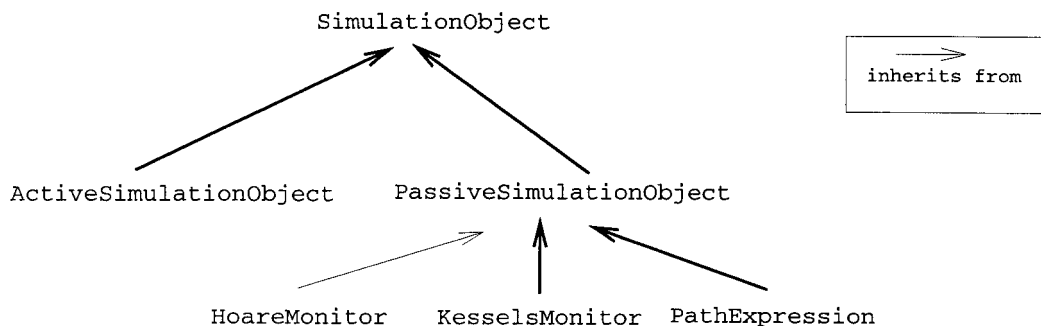 SimulationObject
inherits from
ActiveSimulationObject
PassiveSimulationObject
HoareMonitor
KesselsMonitor
PathExpression